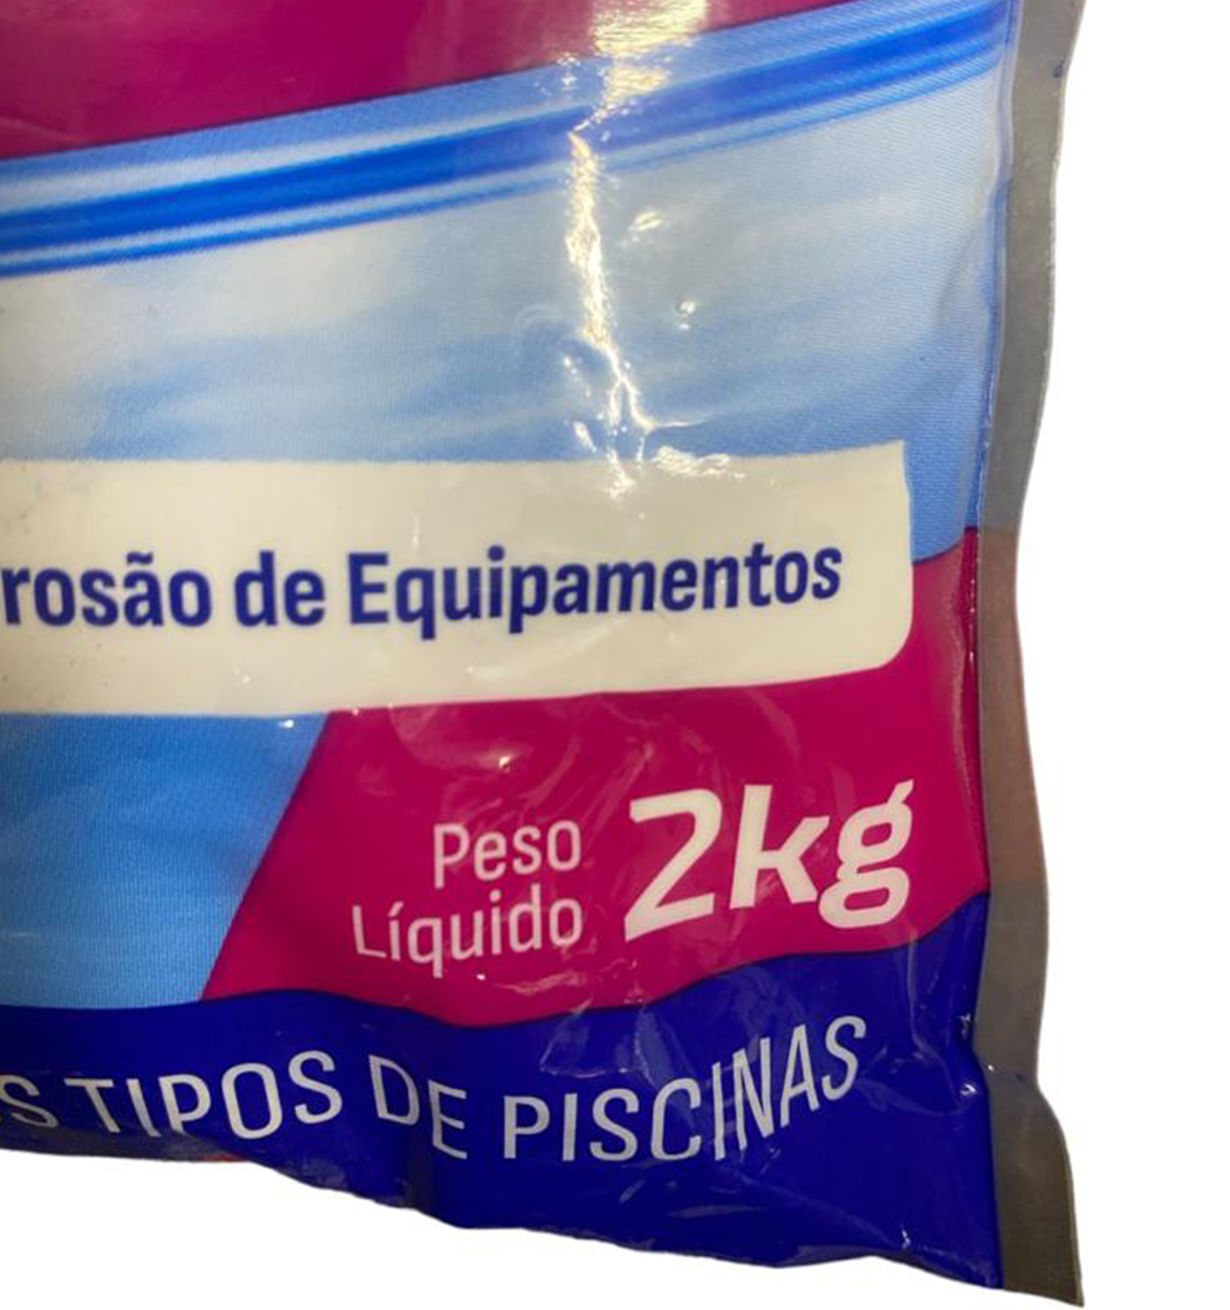 rosão de Equipamentos
Peso
Líquido 2kg
S TIPOS DE PISCINAS